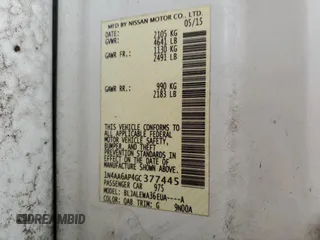 MFD BY NISSAN MOTOR CO., LTD.
DATE: 05/15
GVWR: 2105 KG
4641 LB
GAWR FR: 1130 KG
2491 LB
GAWR RR: 990 KG
2183 LB
THIS VEHICLE CONFORMS TO ALL
APPLICABLE FEDERAL MOTOR
VEHICLE SAFETY, BUMPER, AND
THEFT PREVENTION STANDARDS
IN EFFECT ON THE DATE OF
MANUFACTURE SHOWN ABOVE.
1N4AA6AP4GC377445
PASSENGER CAR 975
MODEL: BLJALEWA36EUA----A
COLOR: QAB TRIM: G 9N00A
DREAMBID